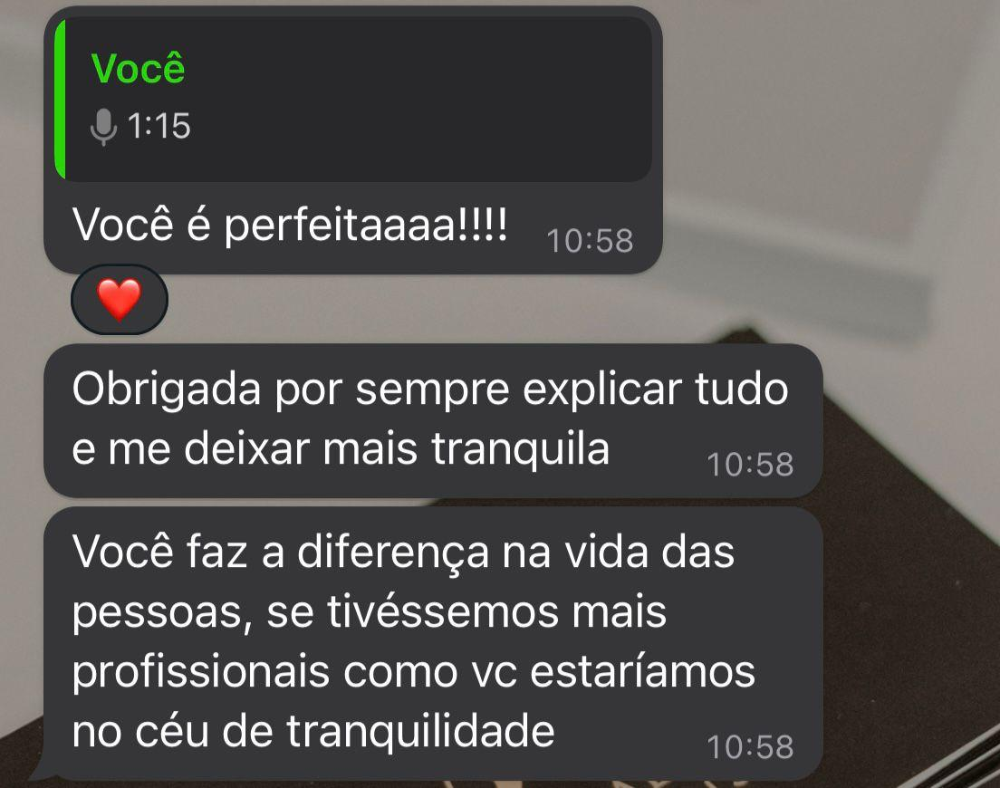 Você
1:15
Você é perfeitaaaa!!!! 10:58
Obrigada por sempre explicar tudo
e me deixar mais tranquila 10:58
Você faz a diferença na vida das
pessoas, se tivéssemos mais
profissionais como vc estaríamos
no céu de tranquilidade 10:58